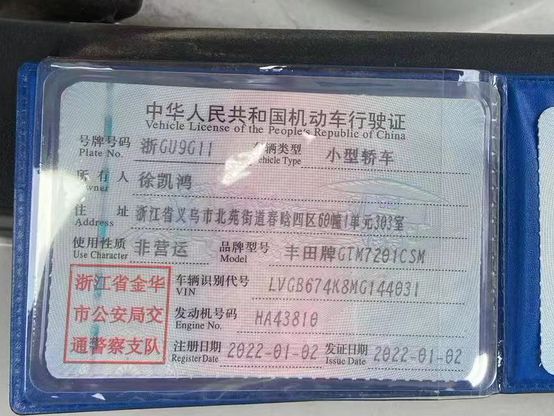 中华人民共和国机动车行驶证
Vehicle License of the People's Republic of China
号牌号码 浙GU9G11 车辆类型 小型轿车
Plate No. Vehicle Type
所有人 徐凯鸿
Owner
住址 浙江省义乌市北苑街道春晗四区60幢1单元303室
Address
使用性质 非营运 品牌型号 丰田牌GTM7201CSM
Use Character Model
浙江省金华
市公安局交
通警察支队
车辆识别代号 LVGB674K8MG144031
VIN
发动机号码 HA43810
Engine No.
注册日期 2022-01-02 发证日期 2022-01-02
Register Date Issue Date